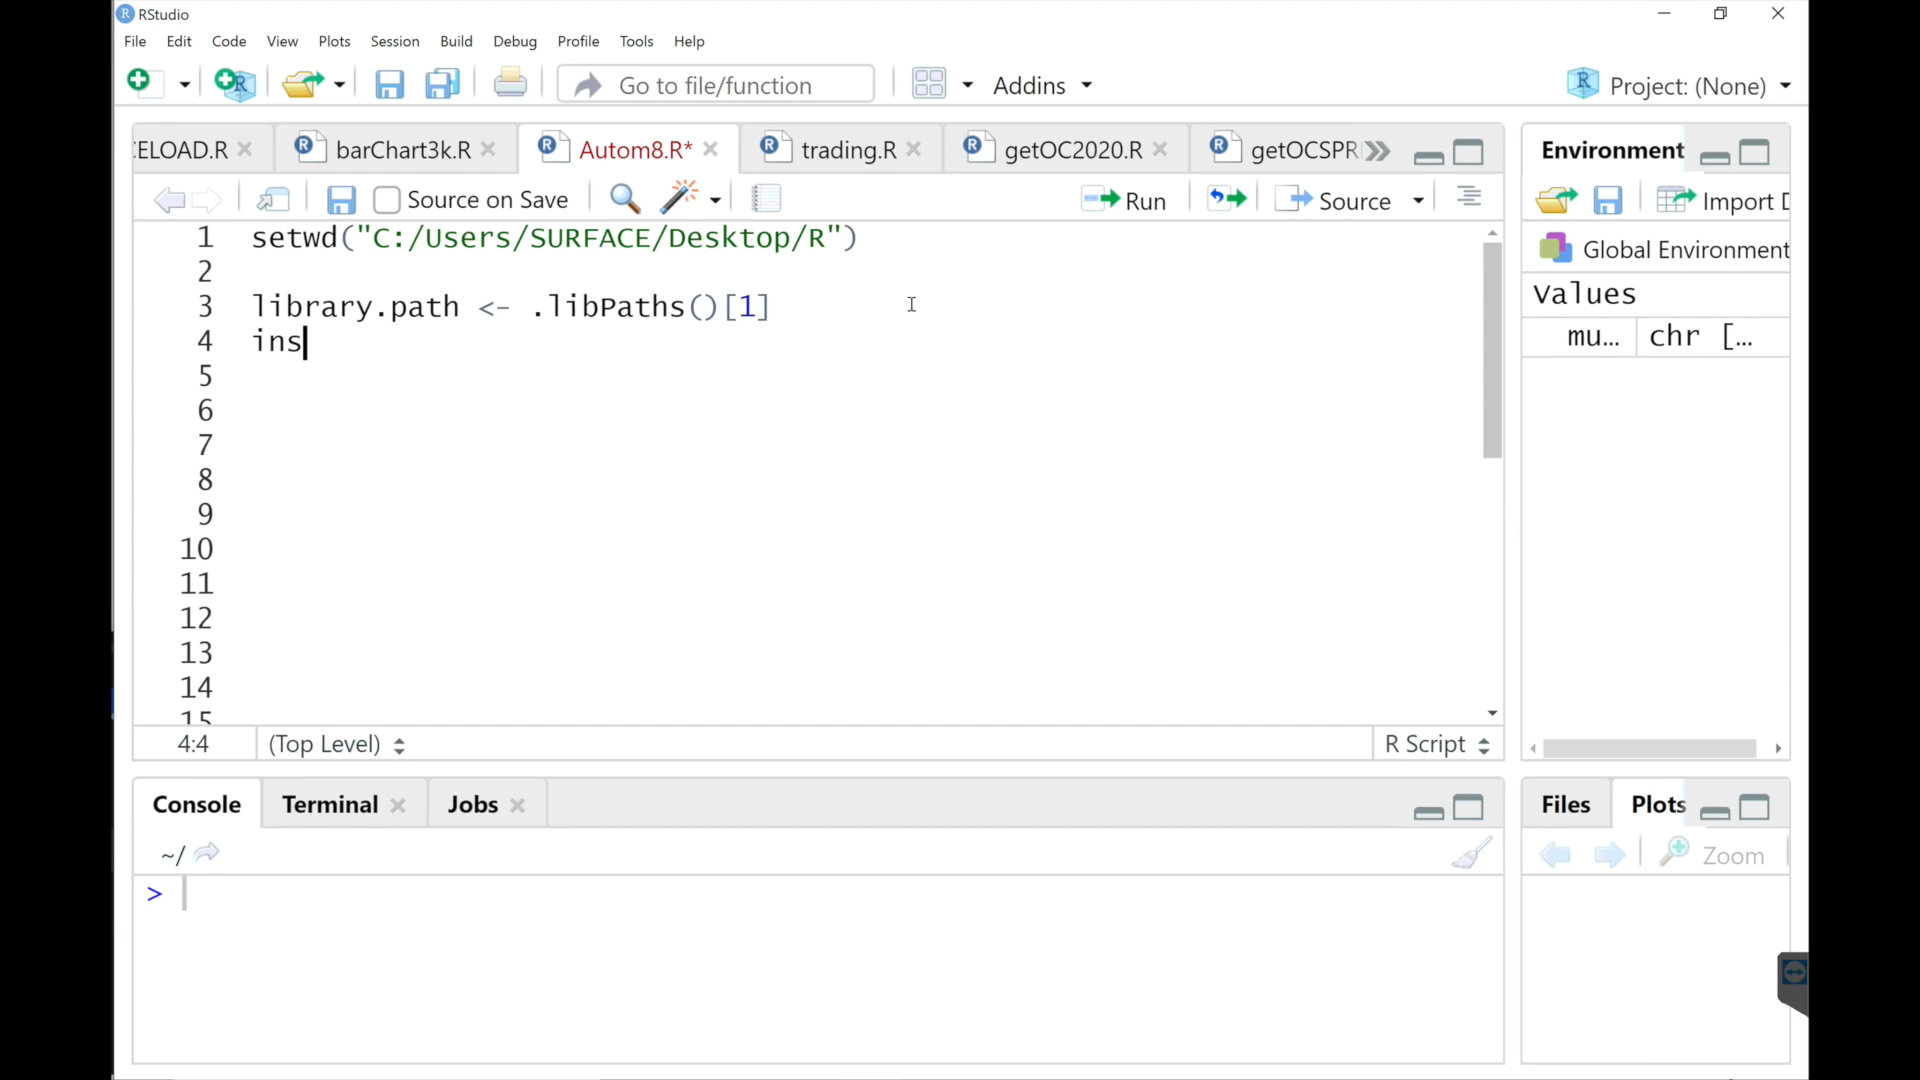 RStudio
File Edit Code View Plots Session Build Debug Profile Tools Help
Go to file/function Addins Project: (None)
ELOAD.R barChart3k.R Autom8.R* trading.R getOC2020.R getOCSPR Environment
Source on Save Run Source Import D
1 setwd("C:/Users/SURFACE/Desktop/R") Global Environment
2
3 library.path <- .libPaths()[1] Values
4 ins mu... chr [...
5
6
7
8
9
10
11
12
13
14
15
4:4 (Top Level) R Script
Console Terminal Jobs Files Plots
~/ Zoom
>